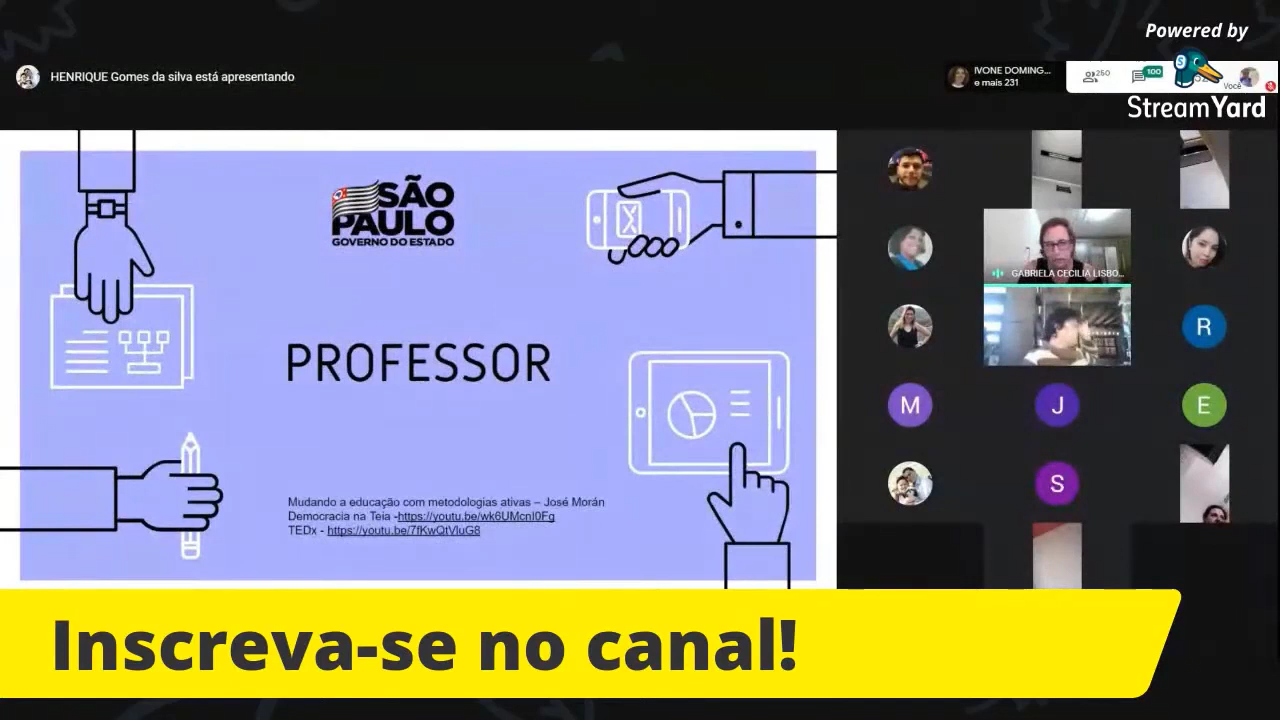 Powered by
StreamYard
HENRIQUE Gomes da silva está apresentando
IVONE DOMING...
e mais 231
250
100
Você
SÃO
PAULO
GOVERNO DO ESTADO
PROFESSOR
Mudando a educação com metodologias ativas – José Morán
Democracia na Teia -https://youtu.be/wk6UMcnI0Fg
TEDx - https://youtu.be/7fKwQtVluG8
GABRIELA CECILIA LISBO...
R
M
J
E
S
Inscreva-se no canal!